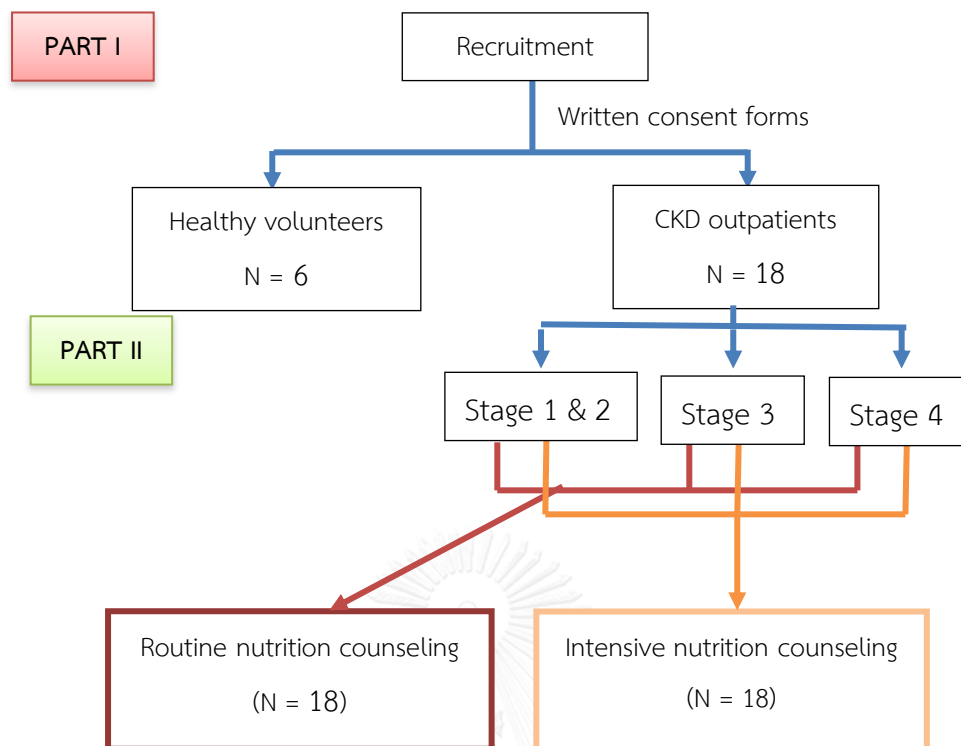 PART I
Recruitment
Written consent forms
Healthy volunteers
N = 6
CKD outpatients
N = 18
PART II
Stage 1 & 2
Stage 3
Stage 4
Routine nutrition counseling
(N = 18)
Intensive nutrition counseling
(N = 18)